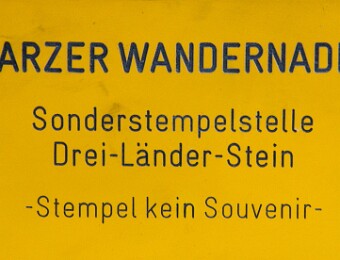 ARZER WANDERNAD
Sonderstempelstelle
Drei-Länder-Stein
-Stempel kein Souvenir-